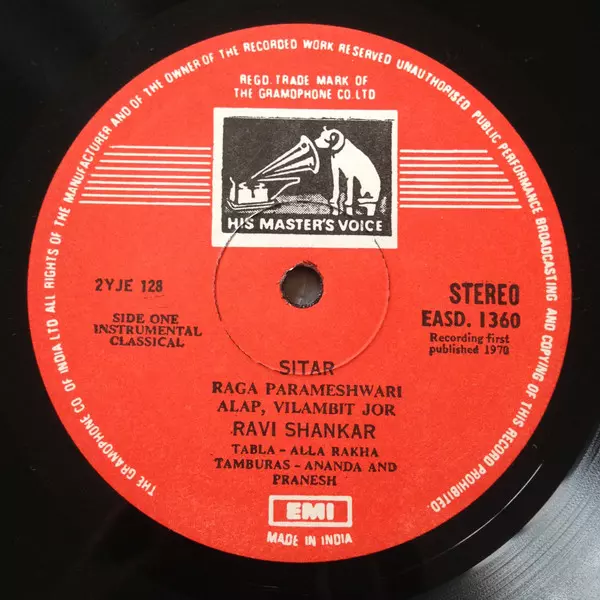 THE GRAMOPHONE CO OF INDIA LTD ALL RIGHTS OF THE MANUFACTURER AND OF THE OWNER OF THE RECORDED WORK RESERVED UNAUTHORISED PUBLIC PERFORMANCE BROADCASTING AND COPYING OF THIS RECORD PROHIBITED.
REGD. TRADE MARK OF
THE GRAMOPHONE CO. LTD
HIS MASTER'S VOICE
2YJE 128
SIDE ONE
INSTRUMENTAL
CLASSICAL
STEREO
EASD. 1360
Recording first
published 1970
SITAR
RAGA PARAMESHWARI
ALAP, VILAMBIT JOR
RAVI SHANKAR
TABLA - ALLA RAKHA
TAMBURAS - ANANDA AND
PRANESH
EMI
MADE IN INDIA